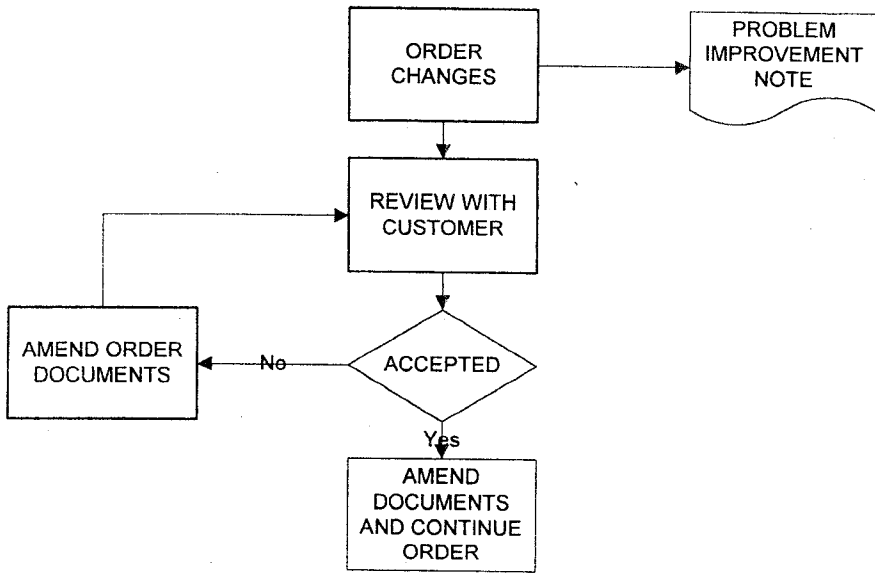 ORDER
CHANGES
PROBLEM
IMPROVEMENT
NOTE
REVIEW WITH
CUSTOMER
AMEND ORDER
DOCUMENTS
No
ACCEPTED
Yes
AMEND
DOCUMENTS
AND CONTINUE
ORDER